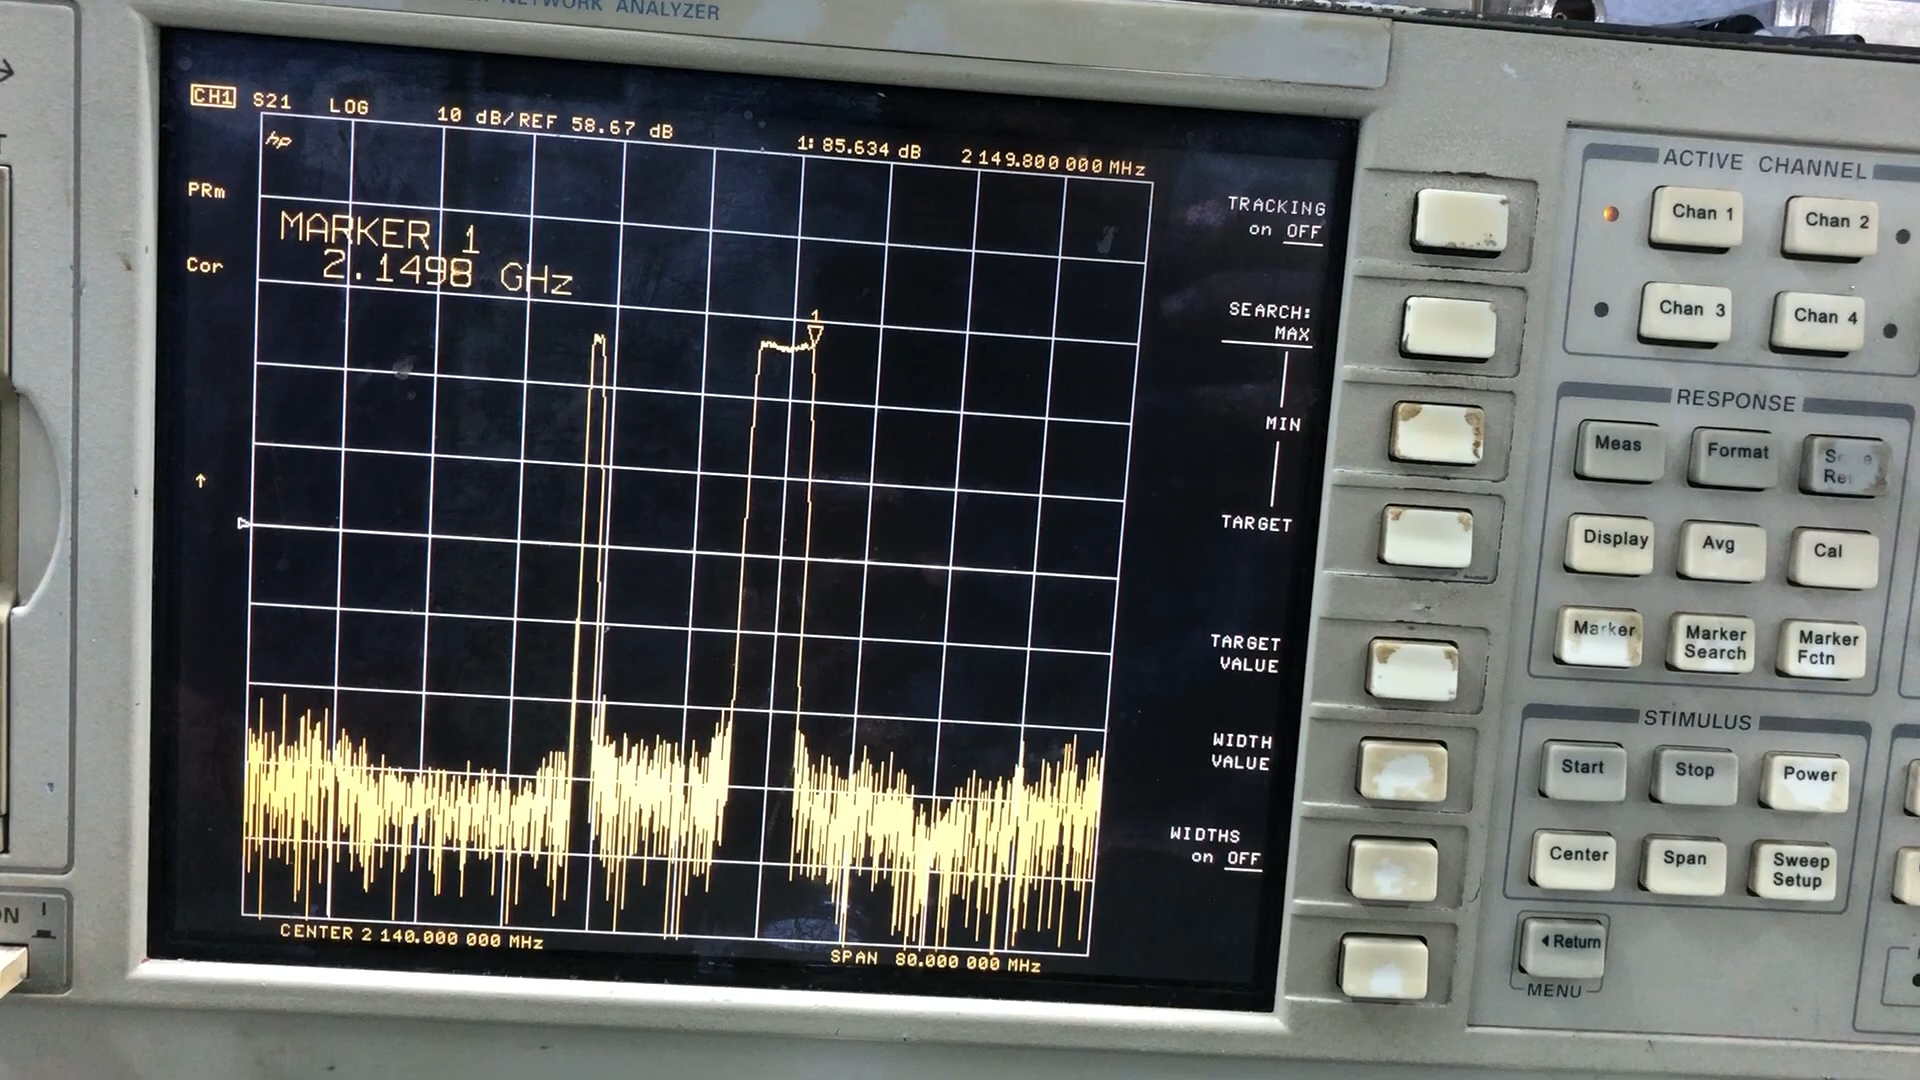 NETWORK ANALYZER
CH1 S21 LOG 10 dB/REF 58.67 dB 1: 85.634 dB 2 149.800 000 MHz
hp
PRm
Cor
MARKER 1
2.1498 GHz
1
↑
CENTER 2 140.000 000 MHz SPAN 80.000 000 MHz
TRACKING
on OFF
SEARCH:
MAX
MIN
TARGET
TARGET
VALUE
WIDTH
VALUE
WIDTHS
on OFF
ACTIVE CHANNEL
Chan 1 Chan 2
Chan 3 Chan 4
RESPONSE
Meas Format
Display Avg Cal
Marker Marker Search Marker Fctn
STIMULUS
Start Stop Power
Center Span Sweep Setup
Return
MENU